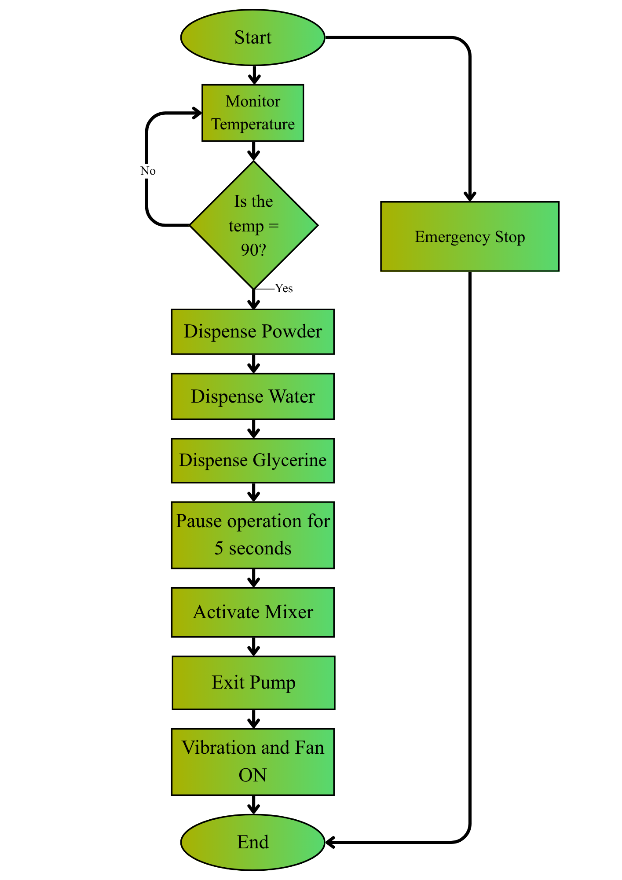 Start
Monitor
Temperature
No
Is the
temp =
90?
Emergency Stop
Yes
Dispense Powder
Dispense Water
Dispense Glycerine
Pause operation for
5 seconds
Activate Mixer
Exit Pump
Vibration and Fan
ON
End